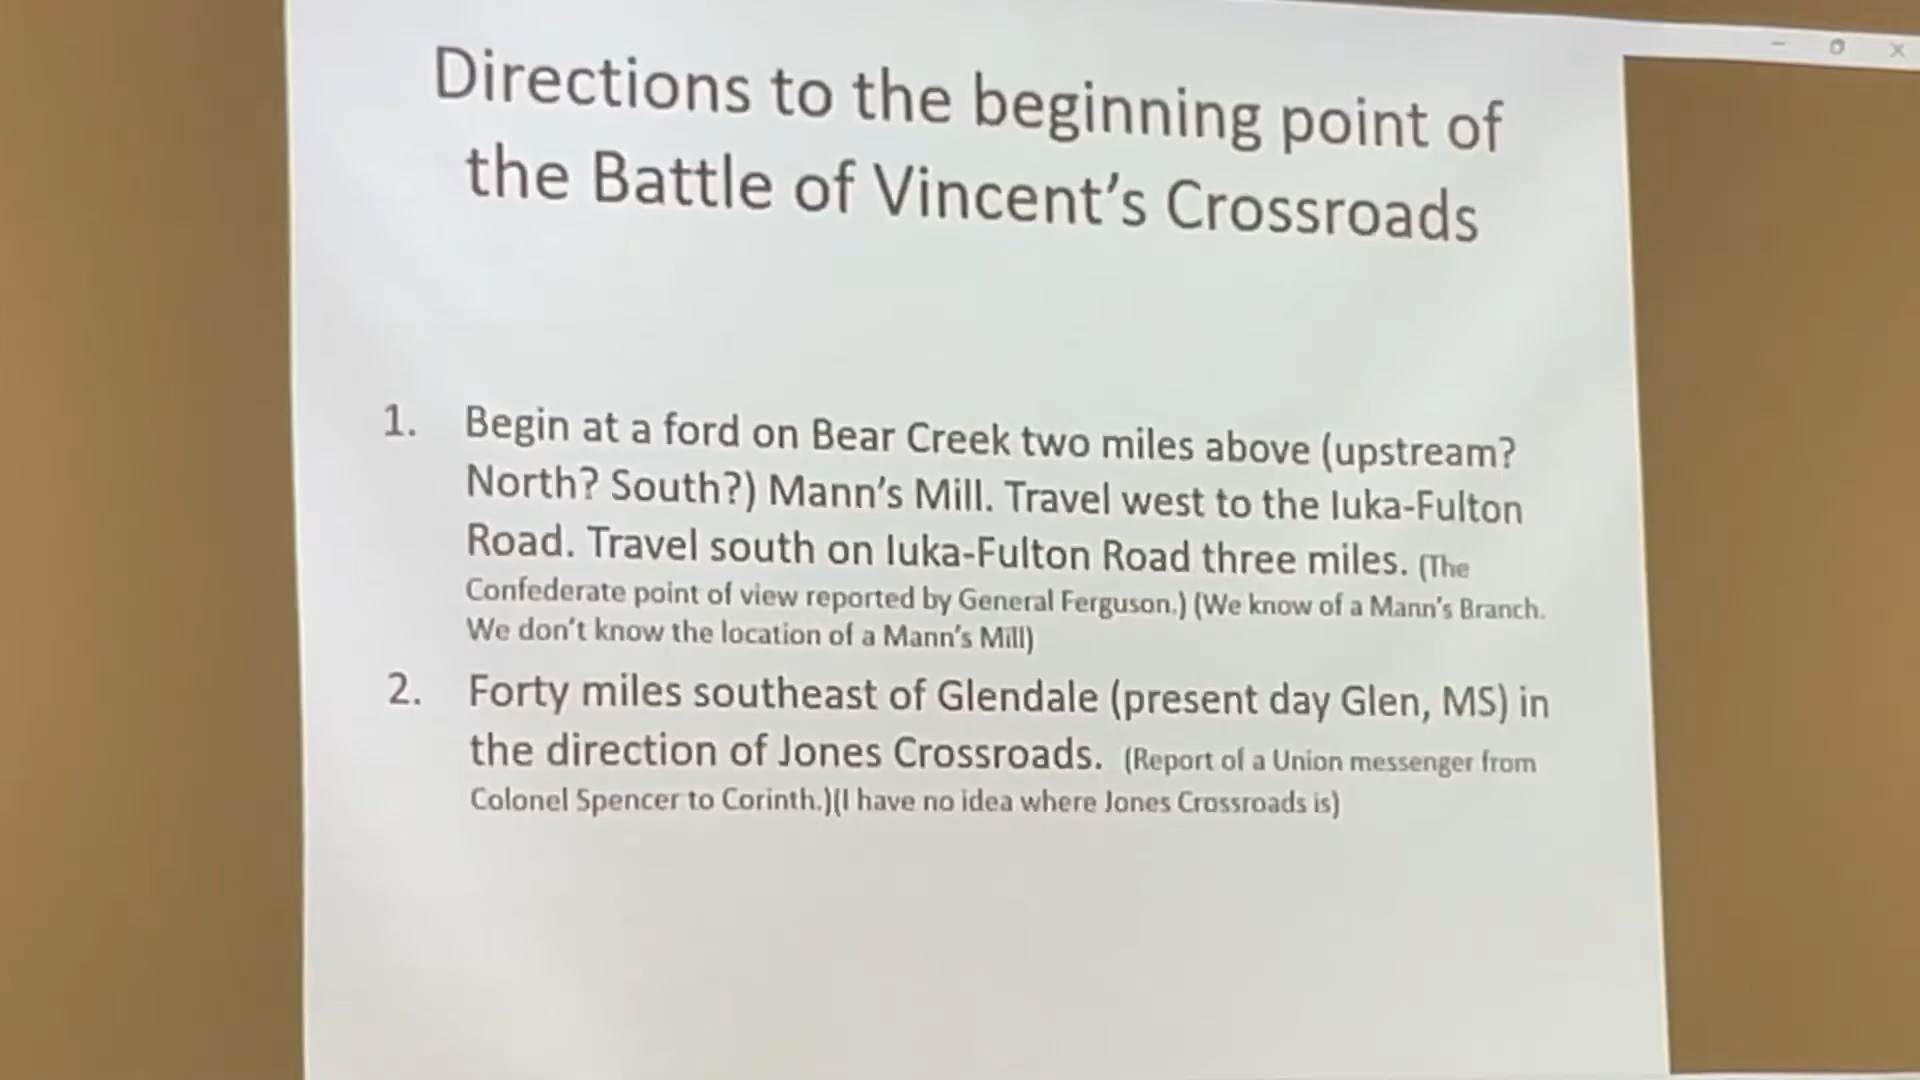 Directions to the beginning point of
the Battle of Vincent's Crossroads
1. Begin at a ford on Bear Creek two miles above (upstream?
North? South?) Mann's Mill. Travel west to the Iuka-Fulton
Road. Travel south on Iuka-Fulton Road three miles. (The
Confederate point of view reported by General Ferguson.) (We know of a Mann's Branch.
We don't know the location of a Mann's Mill)
2. Forty miles southeast of Glendale (present day Glen, MS) in
the direction of Jones Crossroads. (Report of a Union messenger from
Colonel Spencer to Corinth.)(I have no idea where Jones Crossroads is)